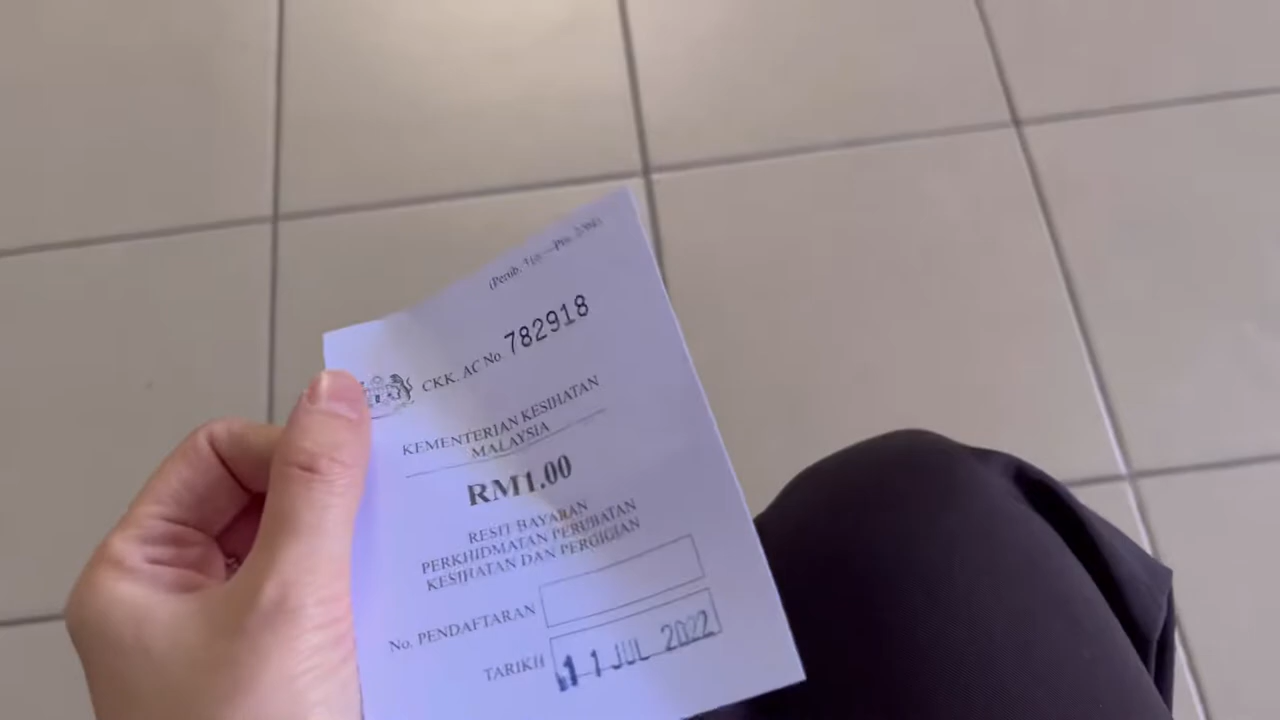 (Perub.
CKK. AC No. 782918
KEMENTERIAN KESIHATAN
MALAYSIA
RM1.00
RESIT BAYARAN
PERKHIDMATAN PERUBATAN
KESIHATAN DAN PERGIGIAN
No. PENDAFTARAN
TARIKH 11 JUL 2022